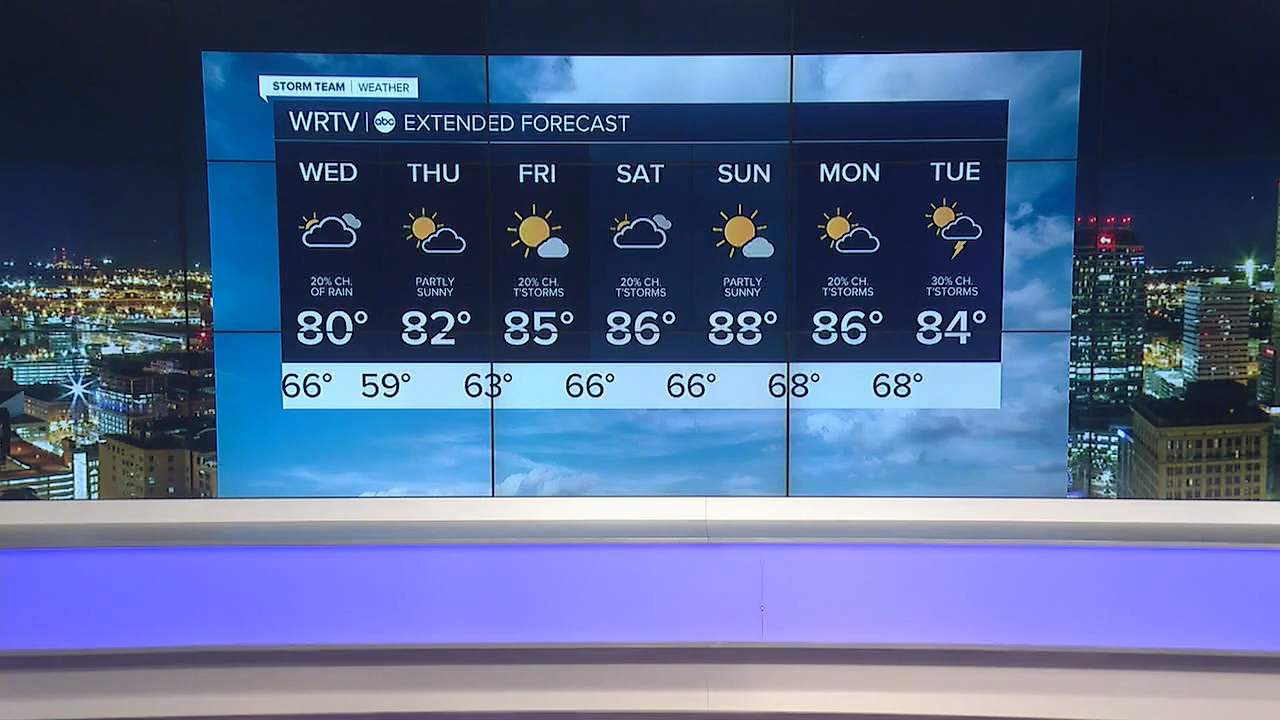 STORM TEAM | WEATHER
WRTV | abc EXTENDED FORECAST
WED THU FRI SAT SUN MON TUE
20% CH. PARTLY 20% CH. 20% CH. PARTLY 20% CH. 30% CH.
OF RAIN SUNNY T'STORMS T'STORMS SUNNY T'STORMS T'STORMS
80° 82° 85° 86° 88° 86° 84°
66° 59° 63° 66° 66° 68° 68°